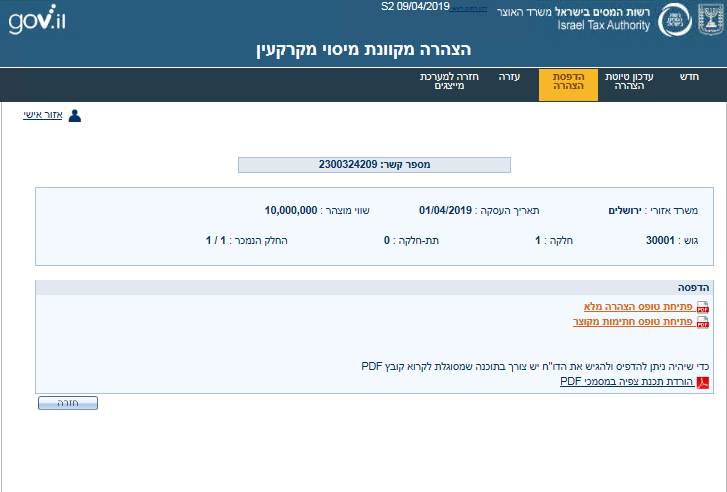 gov.il
S2 09/04/2019
רשות המסים בישראל משרד האוצר
Israel Tax Authority
הצהרה מקוונת מיסוי מקרקעין
חדש
עדכון טיוטת הצהרה
הדפסת הצהרה
עזרה
חזרה למערכת מייצגים
אזור אישי
מספר קשר: 2300324209
משרד אזורי : ירושלים תאריך העסקה : 01/04/2019 שווי מוצהר : 10,000,000
גוש : 30001 חלקה : 1 תת-חלקה : 0 החלק הנמכר : 1 / 1
הדפסה
פתיחת טופס הצהרה מלא
פתיחת טופס חתימות מקוצר
כדי שיהיה ניתן להדפיס ולהגיש את הדו"ח יש צורך בתוכנה שמסוגלת לקרוא קובץ PDF
הורדת תכנת צפיה במסמכי PDF
חזרה